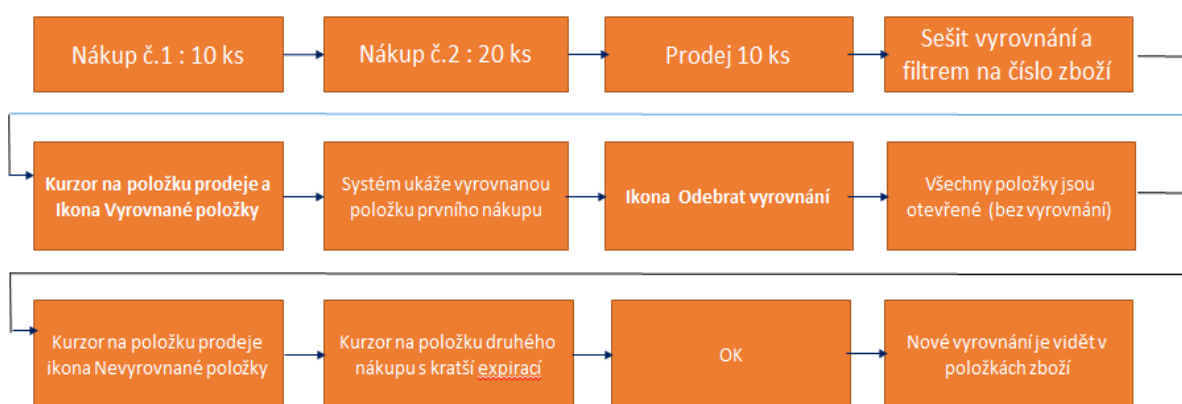 Nákup č.1 : 10 ks
Nákup č.2 : 20 ks
Prodej 10 ks
Sešit vyrovnání a
filtrem na číslo zboží
Kurzor na položku prodeje a
Ikona Vyrovnané položky
Systém ukáže vyrovnanou
položku prvního nákupu
Ikona Odebrat vyrovnání
Všechny položky jsou
otevřené (bez vyrovnání)
Kurzor na položku prodeje
ikona Nevyrovnané položky
Kurzor na položku druhého
nákupu s kratší expirací
OK
Nové vyrovnání je vidět v
položkách zboží